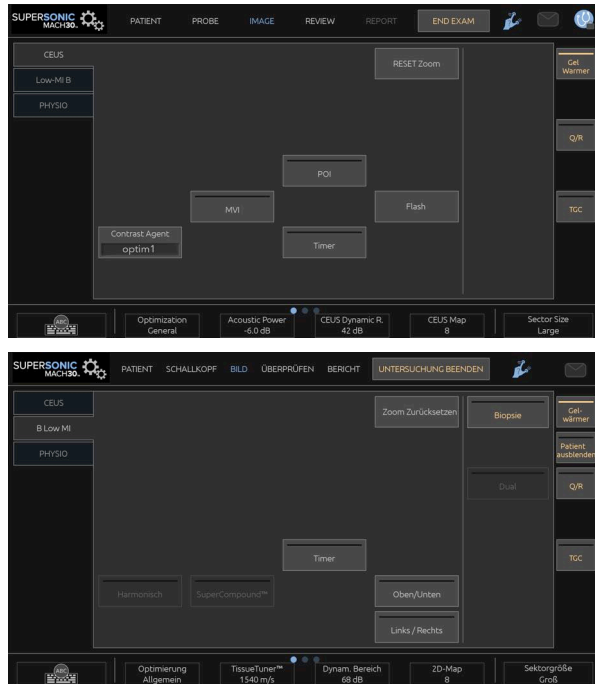 SUPERSONIC
MACH30.
PATIENT PROBE IMAGE REVIEW REPORT END EXAM
CEUS
Low-MI B
PHYSIO
RESET Zoom
Gel
Warmer
Q/R
POI
MVI
Flash
TGC
Contrast Agent
optim1
Timer
ABC
Optimization
General
Acoustic Power
-6.0 dB
CEUS Dynamic R.
42 dB
CEUS Map
8
Sector Size
Large
SUPERSONIC
MACH30.
PATIENT SCHALLKOPF BILD ÜBERPRÜFEN BERICHT UNTERSUCHUNG BEENDEN
CEUS
B Low MI
PHYSIO
Zoom Zurücksetzen
Biopsie
Gel-
wärmer
Patient
ausblenden
Dual
Q/R
Timer
TGC
Harmonisch
SuperCompound™
Oben/Unten
Links / Rechts
ABC
Optimierung
Allgemein
TissueTuner™
1540 m/s
Dynam. Bereich
68 dB
2D-Map
8
Sektorgröße
Groß